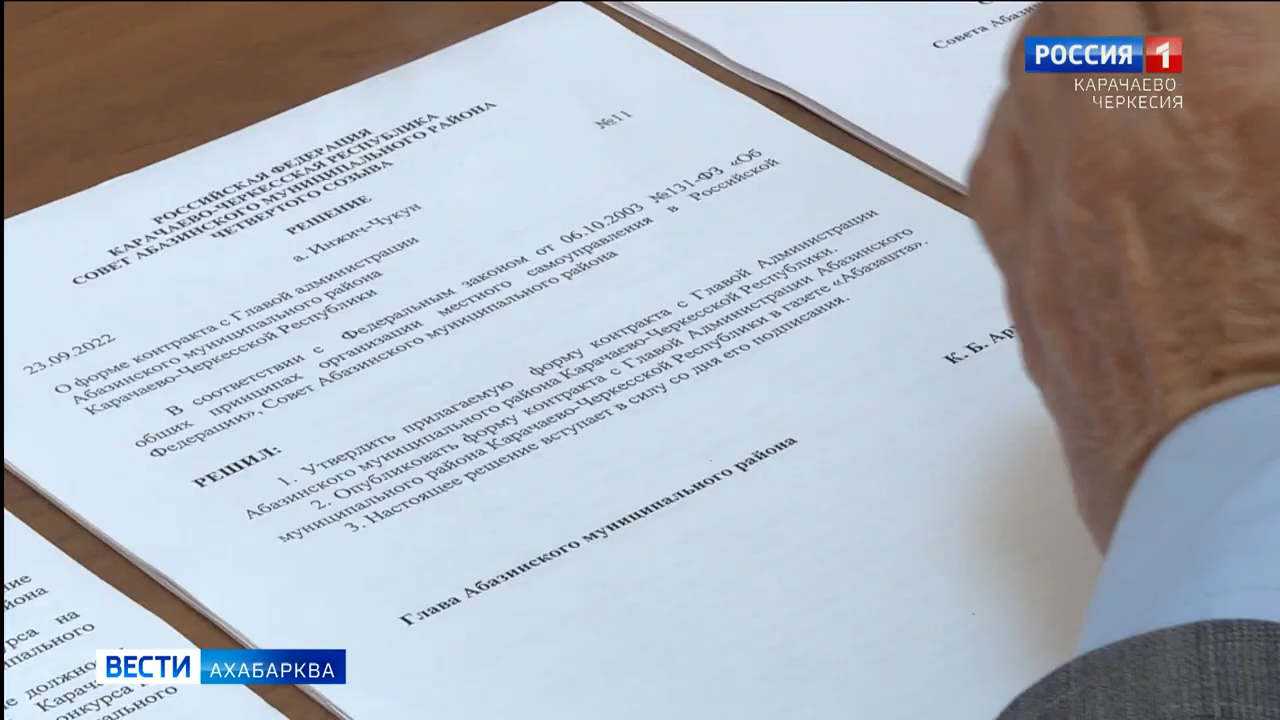 РОССИЙСКАЯ ФЕДЕРАЦИЯ
КАРАЧАЕВО-ЧЕРКЕССКАЯ РЕСПУБЛИКА
СОВЕТ АБАЗИНСКОГО МУНИЦИПАЛЬНОГО РАЙОНА
ЧЕТВЕРТОГО СОЗЫВА
РЕШЕНИЕ
а. Инжич-Чукун
23.09.2022
№11
О форме контракта с Главой администрации
Абазинского муниципального района
Карачаево-Черкесской Республики
В соответствии с Федеральным законом от 06.10.2003 №131-ФЗ «Об
общих принципах организации местного самоуправления в Российской
Федерации», Совет Абазинского муниципального района
РЕШИЛ:
1. Утвердить прилагаемую форму контракта с Главой Администрации
Абазинского муниципального района Карачаево-Черкесской Республики.
2. Опубликовать форму контракта с Главой Администрации Абазинского
муниципального района Карачаево-Черкесской Республики в газете «Абазашта».
3. Настоящее решение вступает в силу со дня его подписания.
Глава Абазинского муниципального района
К. Б.
Совета
РОССИЯ 1
КАРАЧАЕВО-
ЧЕРКЕСИЯ
ВЕСТИ АХАБАРКВА